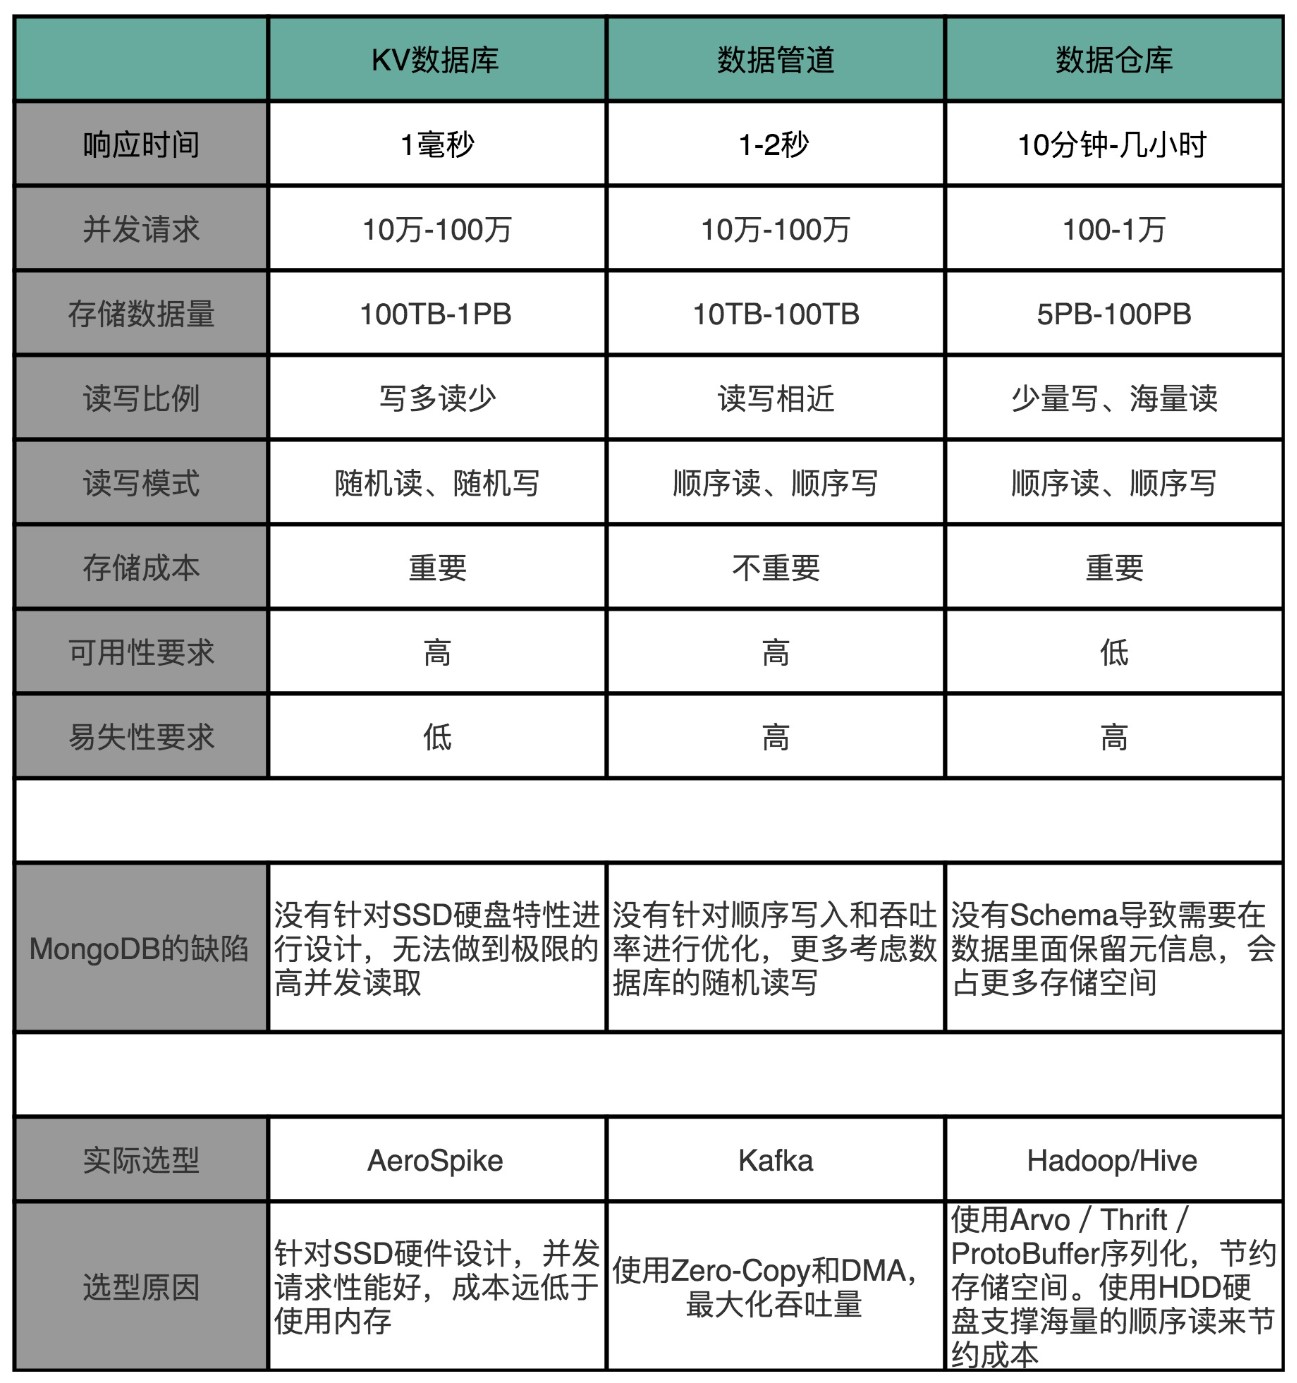 KV数据库 数据管道 数据仓库
响应时间 1毫秒 1-2秒 10分钟-几小时
并发请求 10万-100万 10万-100万 100-1万
存储数据量 100TB-1PB 10TB-100TB 5PB-100PB
读写比例 写多读少 读写相近 少量写、海量读
读写模式 随机读、随机写 顺序读、顺序写 顺序读、顺序写
存储成本 重要 不重要 重要
可用性要求 高 高 低
易失性要求 低 高 高
MongoDB的缺陷
没有针对SSD硬盘特性进
行设计，无法做到极限的
高并发读取
没有针对顺序写入和吞吐
率进行优化，更多考虑数
据库的随机读写
没有Schema导致需要在
数据里面保留元信息，会
占更多存储空间
实际选型 AeroSpike Kafka Hadoop/Hive
选型原因
针对SSD硬件设计，并发
请求性能好，成本远低于
使用内存
使用Zero-Copy和DMA，
最大化吞吐量
使用Arvo / Thrift /
ProtoBuffer序列化，节约
存储空间。使用HDD硬
盘支撑海量的顺序读来节
约成本